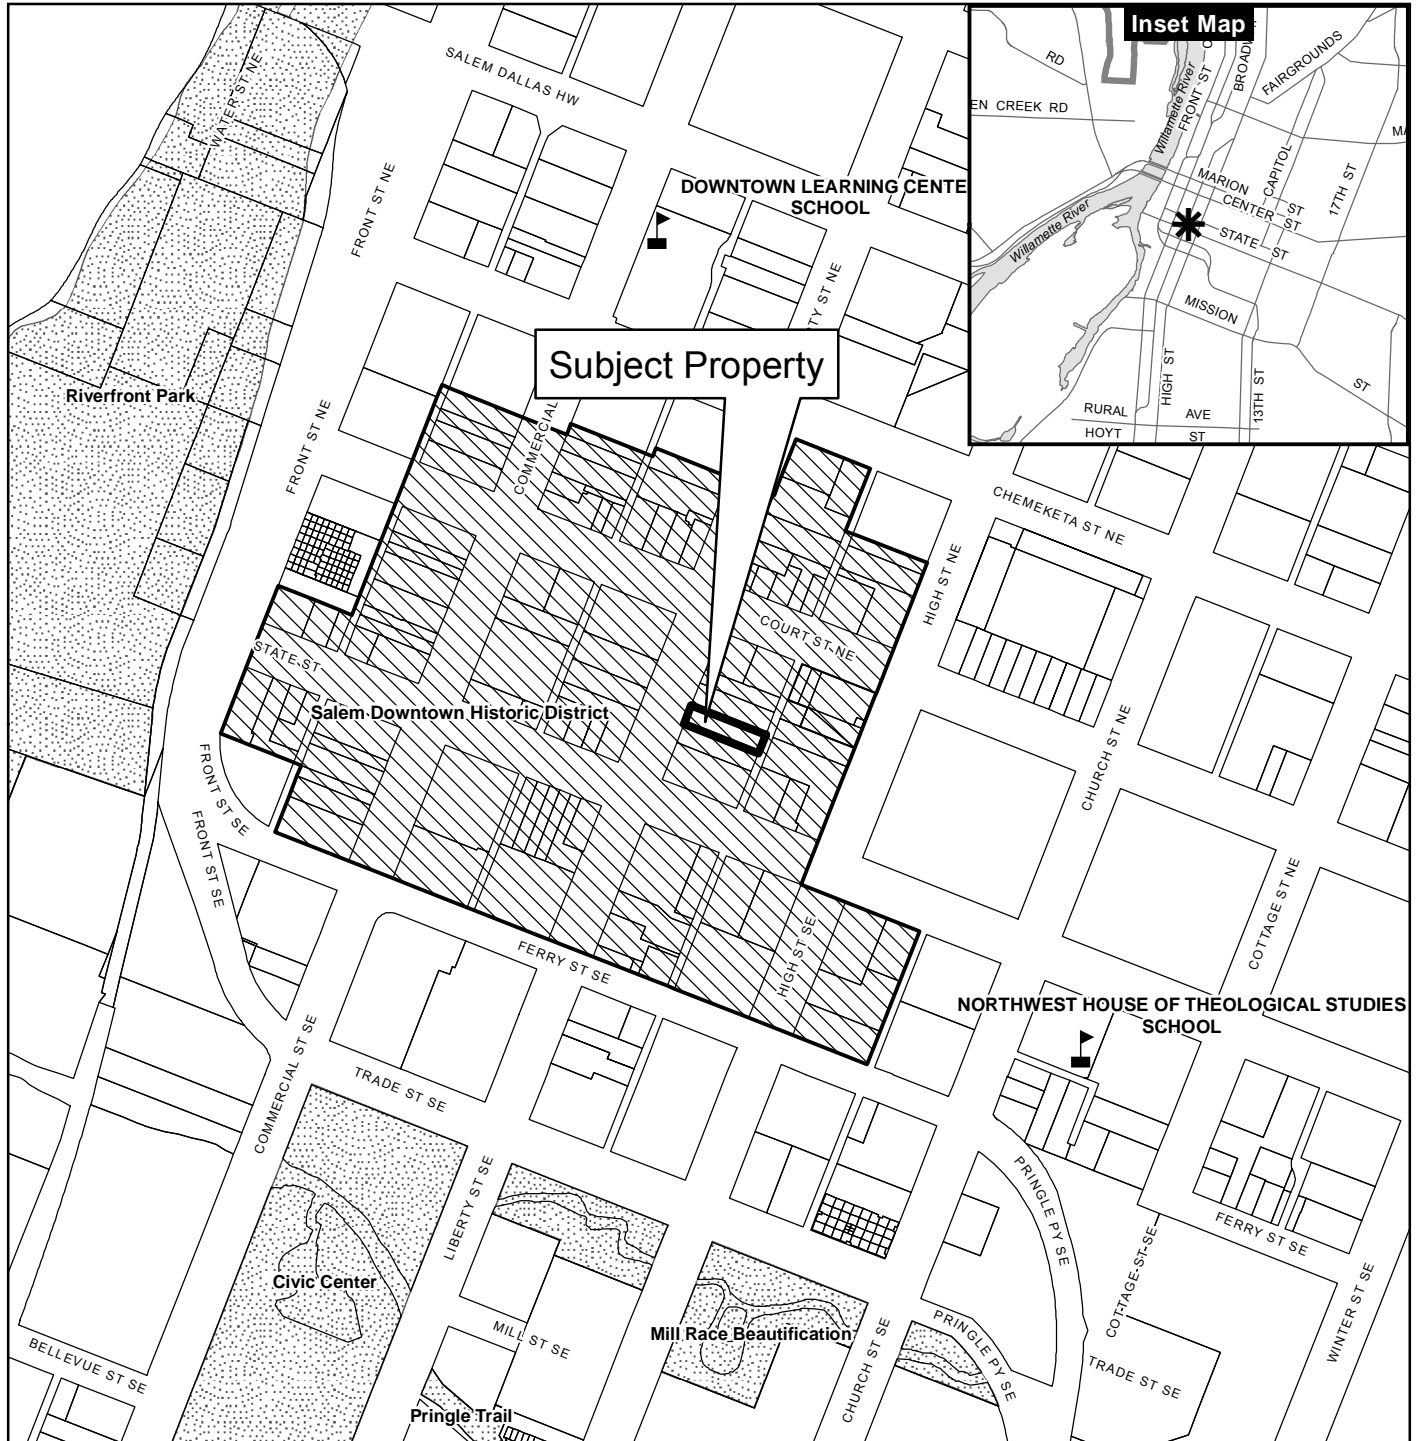 Inset Map
RD
EN CREEK RD
Willamette River
FRONT ST
FAIRGROUNDS
MARION
ST
CENTER ST
CAPITOL
17TH ST
STATE
ST
Willamette River
MISSION
ST
HIGH ST
13TH ST
RURAL
AVE
HOYT
ST
WATER ST NE
SALEM DALLAS HW
FRONT ST NE
DOWNTOWN LEARNING CENTE
SCHOOL
TY ST NE
Subject Property
Riverfront Park
FRONT ST NE
COMMERCIAL
CHEMEKETA ST NE
HIGH ST NE
COURT ST NE
STATE ST
Salem Downtown Historic District
CHURCH ST NE
FRONT ST SE
FRONT ST SE
COTTAGE ST NE
FERRY ST SE
HIGH ST SE
NORTHWEST HOUSE OF THEOLOGICAL STUDIES
SCHOOL
COMMERCIAL ST SE
TRADE ST SE
LIBERTY ST SE
PRINGLE PY SE
FERRY ST SE
COTTAGE ST SE
WINTER ST SE
Civic Center
MILL ST SE
Mill Race Beautification
PRINGLE PY SE
CHURCH ST SE
TRADE ST SE
BELLEVUE ST SE
Pringle Trail